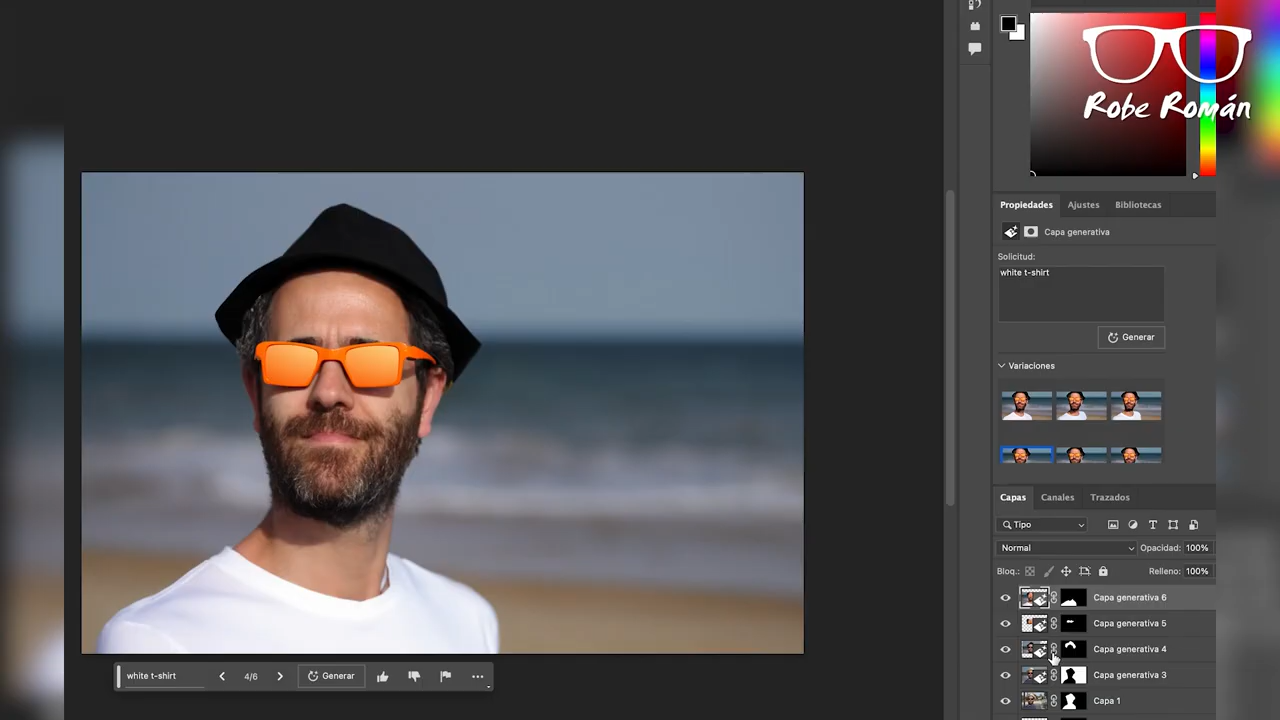 Robe Román
Propiedades
Ajustes
Bibliotecas
Capa generativa
Solicitud:
white t-shirt
Generar
Variaciones
Capas
Canales
Trazados
Tipo
Normal
Opacidad: 100%
Bloq.:
Relleno: 100%
Capa generativa 6
Capa generativa 5
Capa generativa 4
Capa generativa 3
Capa 1
white t-shirt
4/6
Generar